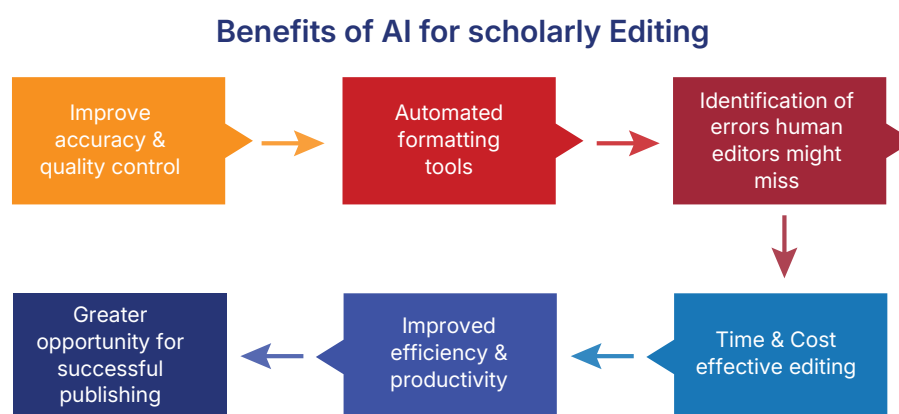 Benefits of AI for scholarly Editing
Improve
accuracy &
quality control
Automated
formatting
tools
Identification of
errors human
editors might
miss
Time & Cost
effective editing
Improved
efficiency &
productivity
Greater
opportunity for
successful
publishing